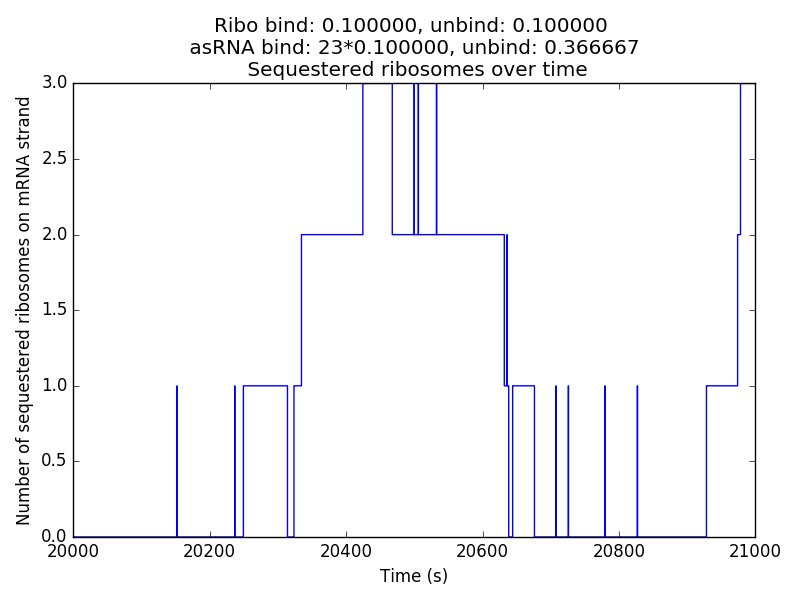 Ribo bind: 0.100000, unbind: 0.100000
asRNA bind: 23*0.100000, unbind: 0.366667
Sequestered ribosomes over time
3.0
2.5
2.0
1.5
1.0
0.5
0.0
Number of sequestered ribosomes on mRNA strand
20000 20200 20400 20600 20800 21000
Time (s)